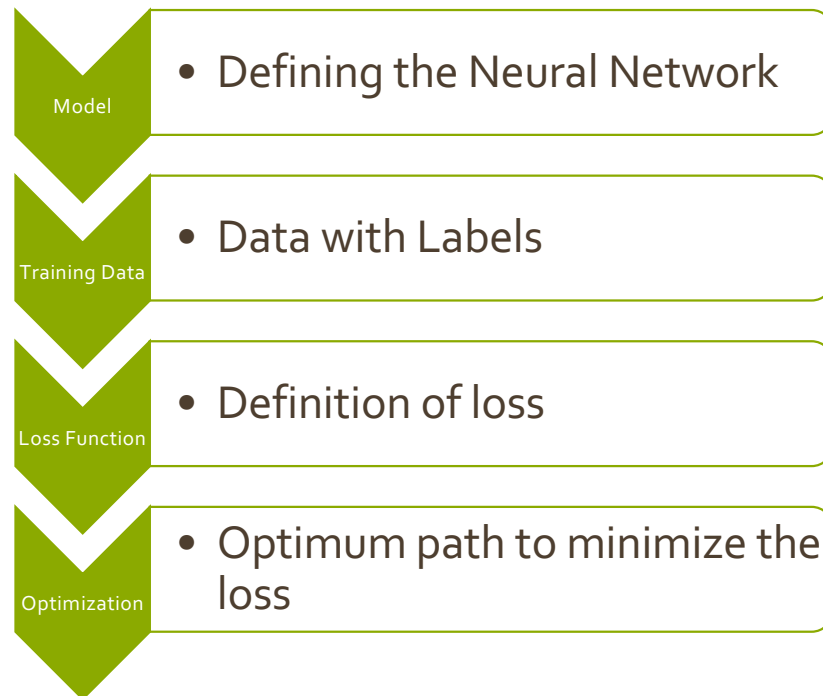 Model
• Defining the Neural Network
Training Data
• Data with Labels
Loss Function
• Definition of loss
Optimization
• Optimum path to minimize the
loss